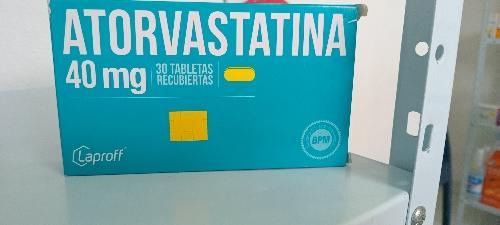 ATORVASTATINA
40 mg
30 TABLETAS
RECUBIERTAS
Laproff
BPM